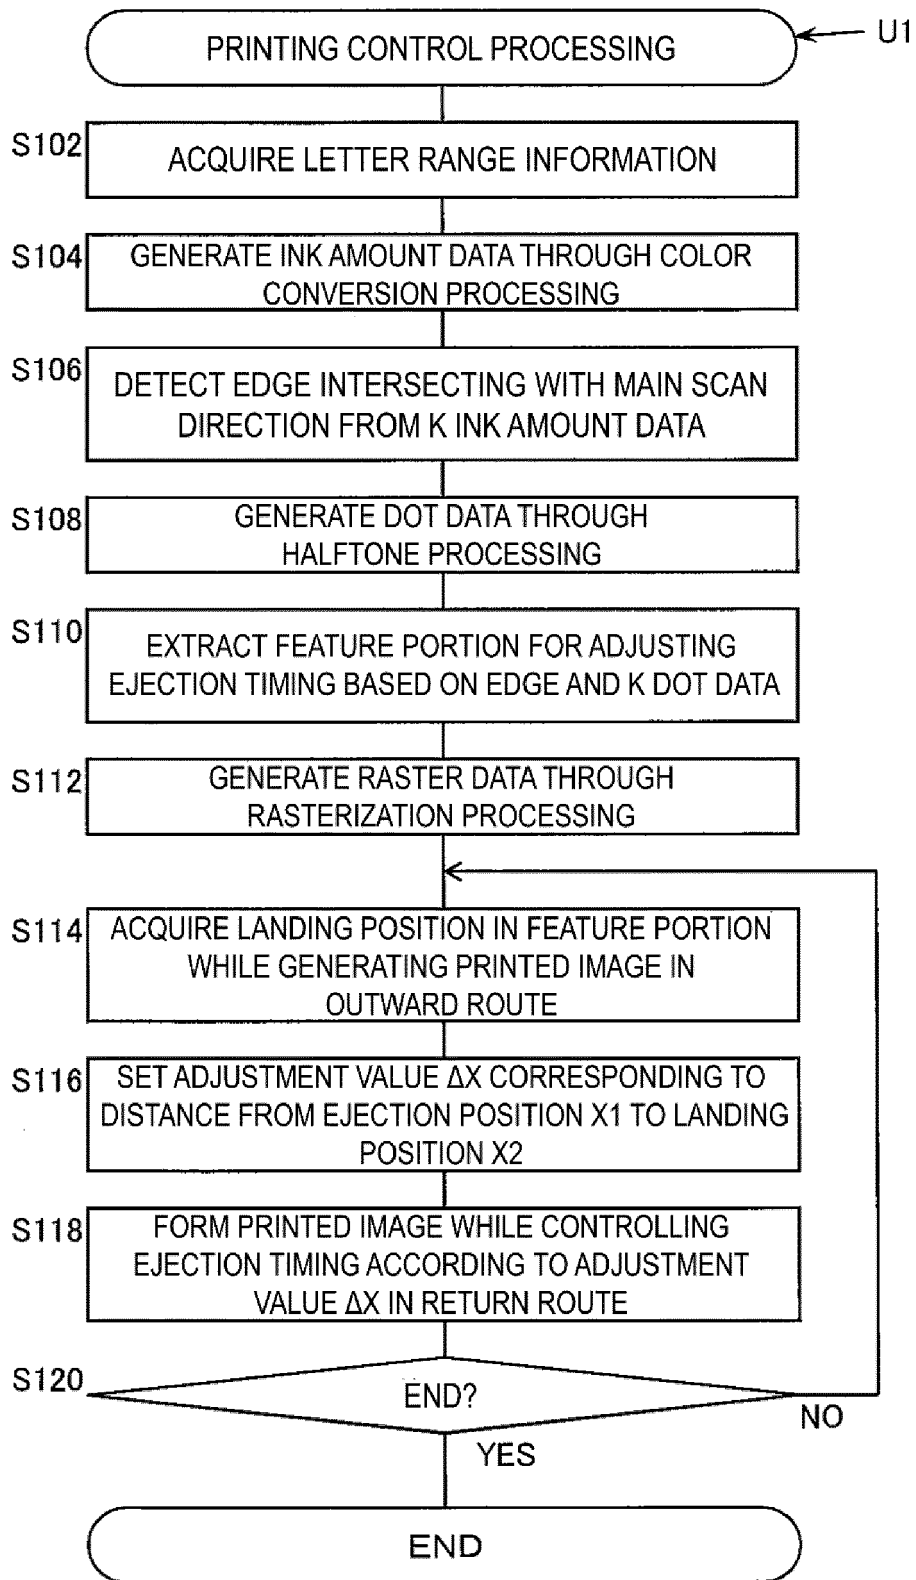 PRINTING CONTROL PROCESSING
U1
S102
ACQUIRE LETTER RANGE INFORMATION
S104
GENERATE INK AMOUNT DATA THROUGH COLOR
CONVERSION PROCESSING
S106
DETECT EDGE INTERSECTING WITH MAIN SCAN
DIRECTION FROM K INK AMOUNT DATA
S108
GENERATE DOT DATA THROUGH
HALFTONE PROCESSING
S110
EXTRACT FEATURE PORTION FOR ADJUSTING
EJECTION TIMING BASED ON EDGE AND K DOT DATA
S112
GENERATE RASTER DATA THROUGH
RASTERIZATION PROCESSING
S114
ACQUIRE LANDING POSITION IN FEATURE PORTION
WHILE GENERATING PRINTED IMAGE IN
OUTWARD ROUTE
S116
SET ADJUSTMENT VALUE ΔX CORRESPONDING TO
DISTANCE FROM EJECTION POSITION X1 TO LANDING
POSITION X2
S118
FORM PRINTED IMAGE WHILE CONTROLLING
EJECTION TIMING ACCORDING TO ADJUSTMENT
VALUE ΔX IN RETURN ROUTE
S120
END?
NO
YES
END